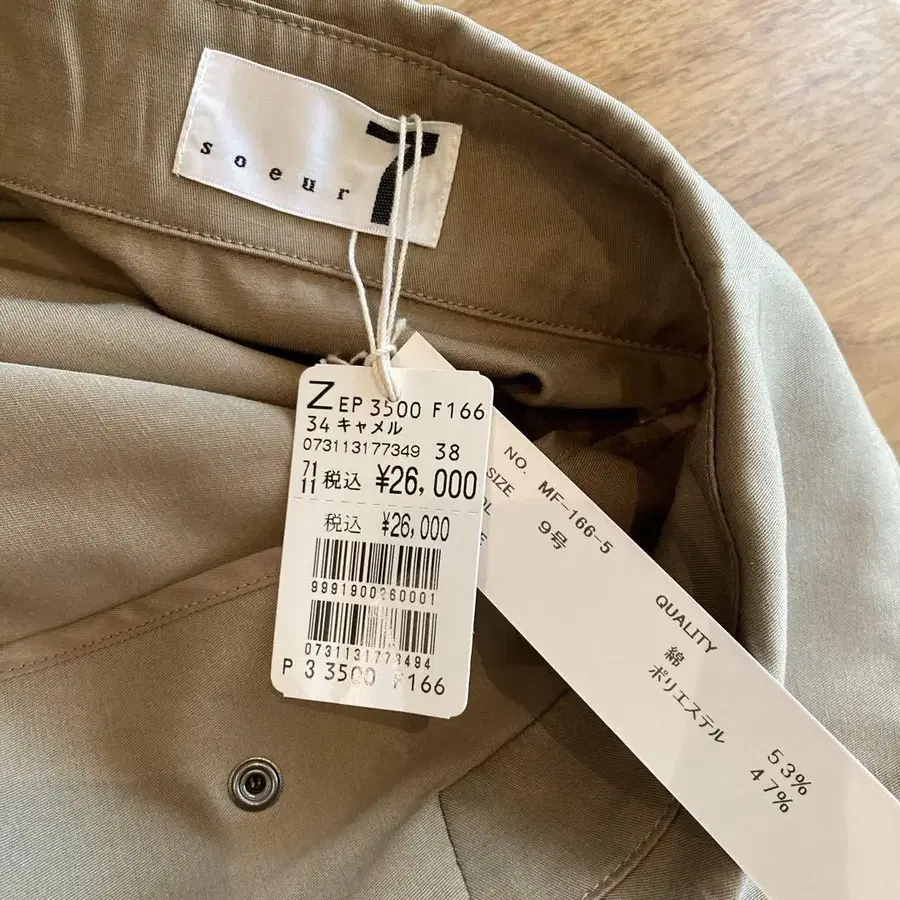 soeur 7
Z EP 3500 F166
34 キャメル
073113177349 38
71
11 税込 ¥26,000
税込 ¥26,000
9991900260001
P 3 3500 F166
NO. MF-166-5
SIZE 9号
QUALITY
綿 53%
ポリエステル 47%